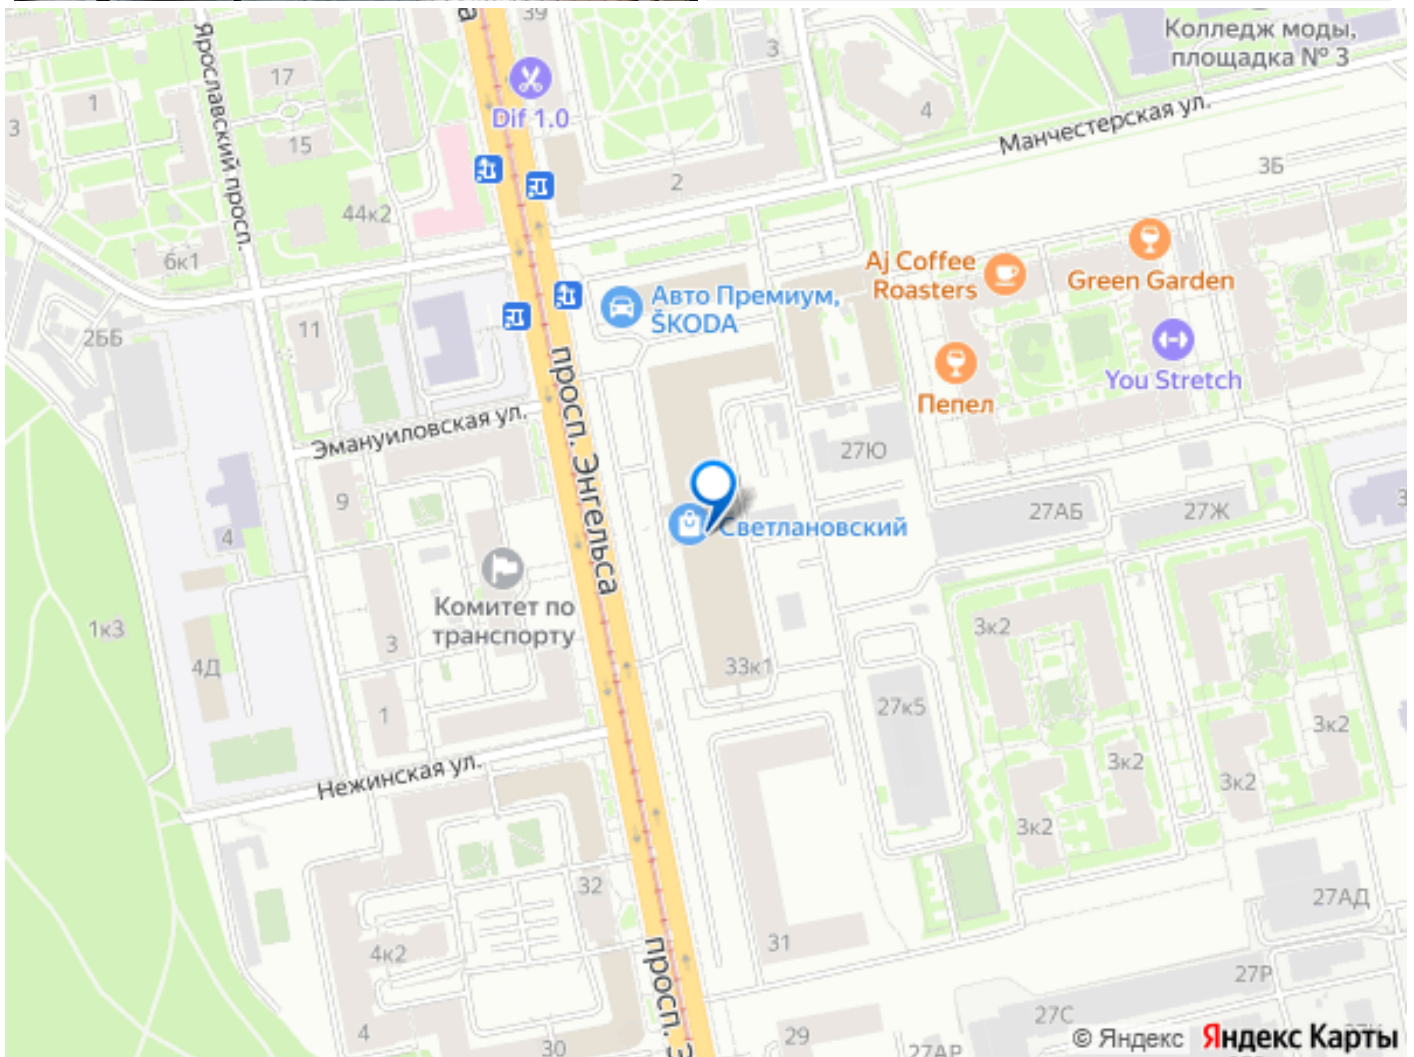 39
3
Колледж моды,
площадка № 3
Ярославский просп.
17
1
3
15
Dif 1.0
4
Манчестерская ул.
2
3Б
44к2
6к1
Aj Coffee
Roasters
Green Garden
Авто Премиум,
ŠKODA
2ББ
11
You Stretch
Пепел
просп. Энгельса
Эмануиловская ул.
27Ю
9
27АБ
27Ж
Светлановский
4
Комитет по
транспорту
1к3
3
4Д
3к2
33к1
27к5
1
3к2
3к2
3к2
Нежинская ул.
3к2
32
27АД
31
4к2
просп. Э
27Р
27С
4
30
29
27АР
© Яндекс Яндекс Карты